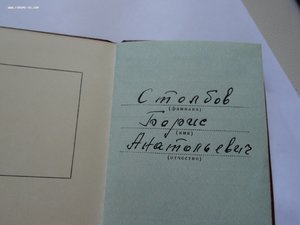 Столбов
(фамилия)
Борис
(имя)
Анатольевич
(отчество)